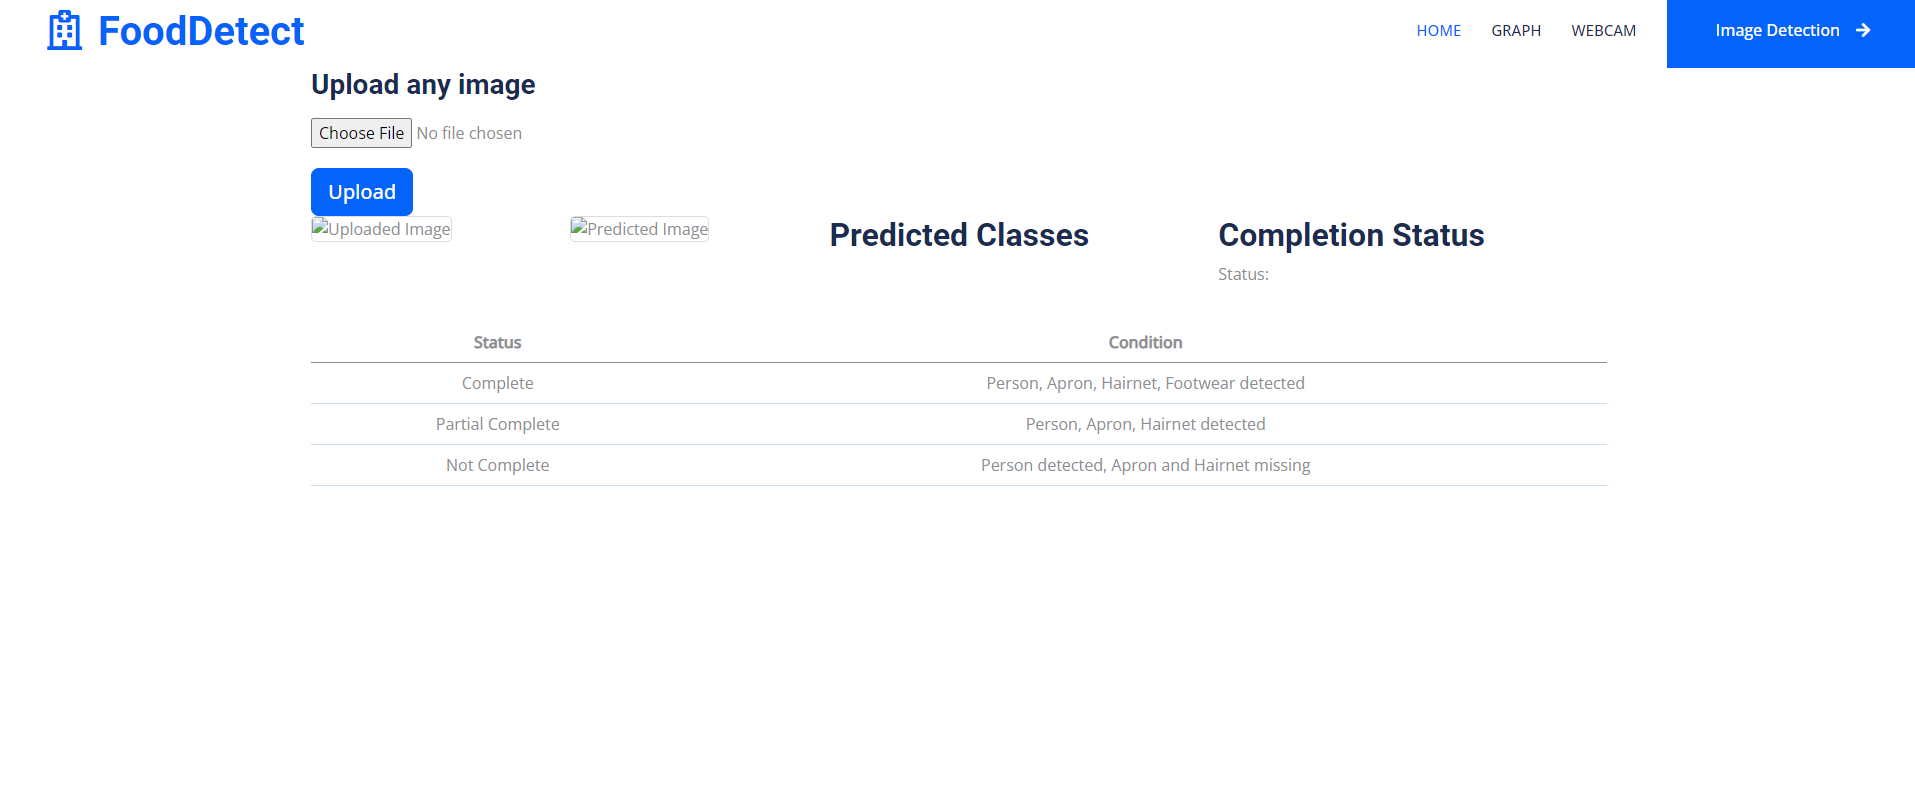 FoodDetect
HOME GRAPH WEBCAM Image Detection
Upload any image
Choose File No file chosen
Upload
Uploaded Image Predicted Image Predicted Classes Completion Status
Status:
Status Condition
Complete Person, Apron, Hairnet, Footwear detected
Partial Complete Person, Apron, Hairnet detected
Not Complete Person detected, Apron and Hairnet missing